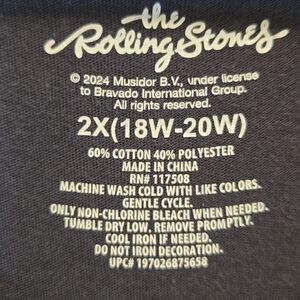 the
Rolling Stones
© 2024 Musidor B.V., under license
to Bravado International Group.
All rights reserved.
2X(18W-20W)
60% COTTON 40% POLYESTER
MADE IN CHINA
RN# 117508
MACHINE WASH COLD WITH LIKE COLORS.
GENTLE CYCLE.
ONLY NON-CHLORINE BLEACH WHEN NEEDED.
TUMBLE DRY LOW. REMOVE PROMPTLY.
COOL IRON IF NEEDED.
DO NOT IRON DECORATION.
UPC# 197026875658